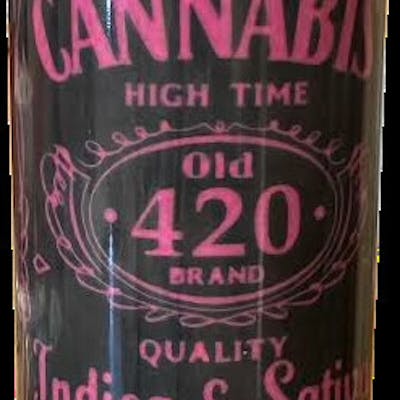 CANNABIS
HIGH TIME
Old
· 420 ·
BRAND
QUALITY
Indica & Sativa